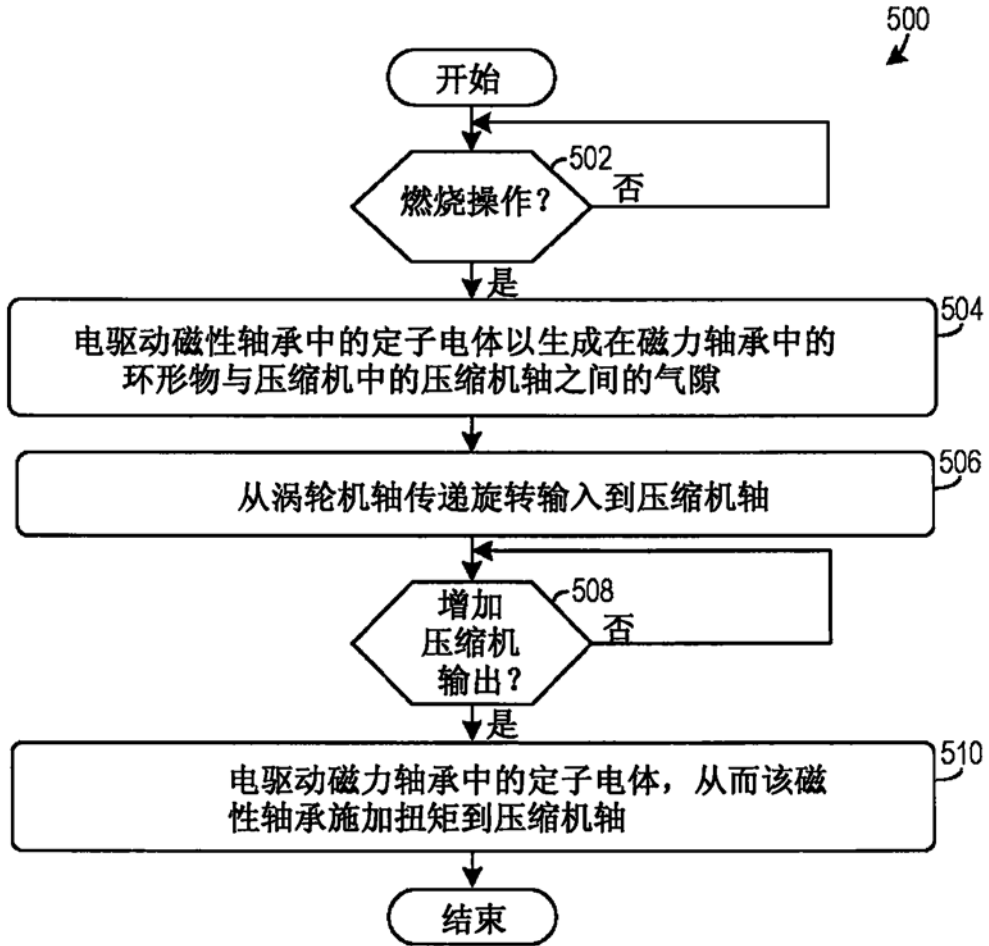 500
开始
502
燃烧操作?
否
是
504
电驱动磁性轴承中的定子电体以生成在磁力轴承中的
环形物与压缩机中的压缩机轴之间的气隙
506
从涡轮机轴传递旋转输入到压缩机轴
508
增加
压缩机
输出?
否
是
510
电驱动磁力轴承中的定子电体，从而该磁
性轴承施加扭矩到压缩机轴
结束